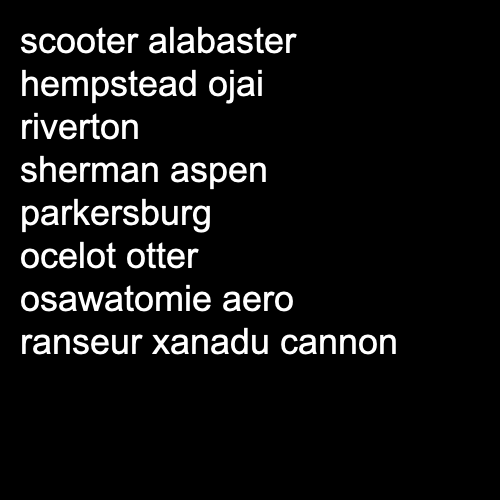 scooter alabaster
hempstead ojai
riverton
sherman aspen
parkersburg
ocelot otter
osawatomie aero
ranseur xanadu cannon